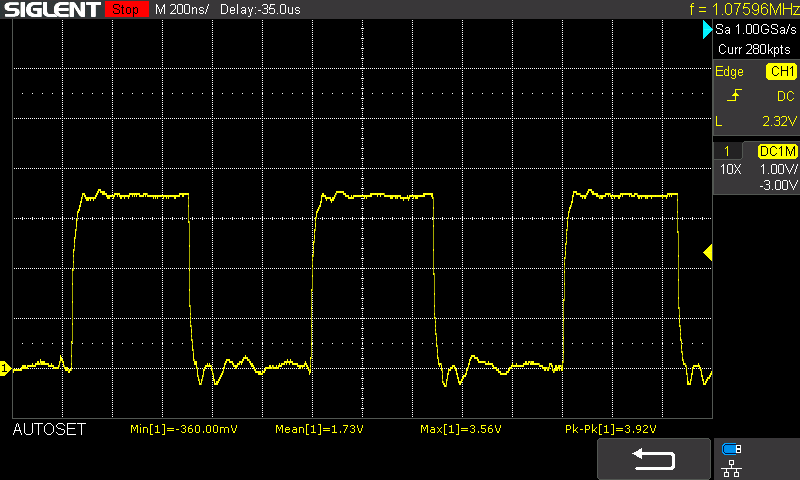 SIGLENT Stop M 200ns/ Delay:-35.0us f = 1.07596MHz
Sa 1.00GSa/s
Curr 280kpts
Edge CH1
DC
L 2.32V
1 DC1M
10X 1.00V/
-3.00V
1
AUTOSET Min[1]=-360.00mV Mean[1]=1.73V Max[1]=3.56V Pk-Pk[1]=3.92V